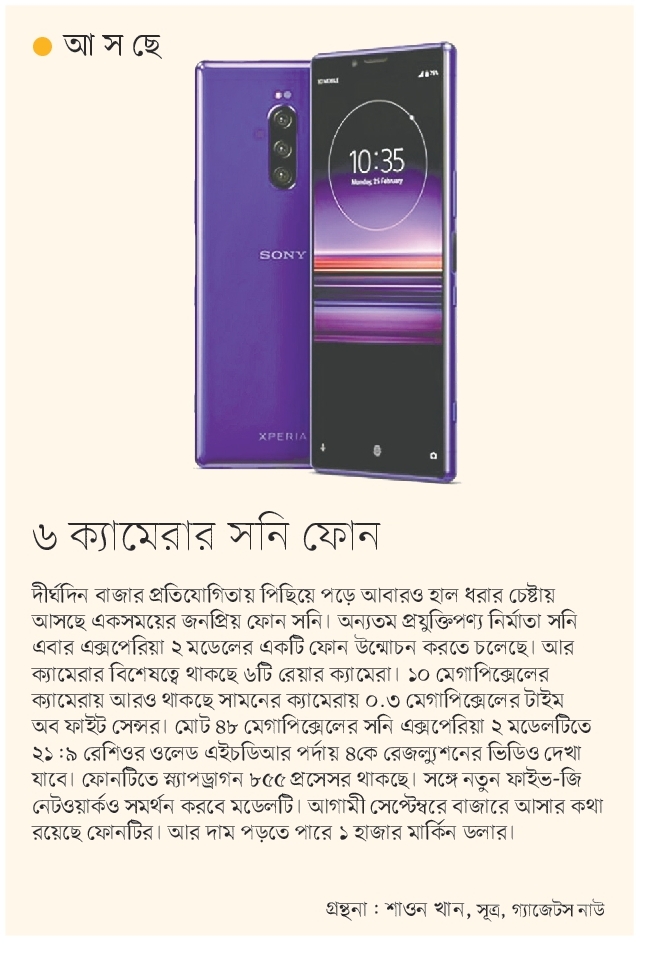 আ স ছে
10:35
Monday, 25 February
SONY
XPERIA
৬ ক্যামেরার সনি ফোন
দীর্ঘদিন বাজার প্রতিযোগিতায় পিছিয়ে পড়ে আবারও হাল ধরার চেষ্টায়
আসছে একসময়ের জনপ্রিয় ফোন সনি। অন্যতম প্রযুক্তিপণ্য নির্মাতা সনি
এবার এক্সপেরিয়া ২ মডেলের একটি ফোন উন্মোচন করতে চলেছে। আর
ক্যামেরার বিশেষত্বে থাকছে ৬টি রেয়ার ক্যামেরা। ১০ মেগাপিক্সেলের
ক্যামেরায় আরও থাকছে সামনের ক্যামেরায় ০.৩ মেগাপিক্সেলের টাইম
অব ফাইট সেন্সর। মোট ৪৮ মেগাপিক্সেলের সনি এক্সপেরিয়া ২ মডেলটিতে
২১:৯ রেশিওর ওলেড এইচডিআর পর্দায় ৪কে রেজল্যুশনের ভিডিও দেখা
যাবে। ফোনটিতে স্ন্যাপড্রাগন ৮৫৫ প্রসেসর থাকছে। সঙ্গে নতুন ফাইভ-জি
নেটওয়ার্কও সমর্থন করবে মডেলটি। আগামী সেপ্টেম্বরে বাজারে আসার কথা
রয়েছে ফোনটির। আর দাম পড়তে পারে ১ হাজার মার্কিন ডলার।
গ্রন্থনা : শাওন খান, সূত্র, গ্যাজেটস নাউ